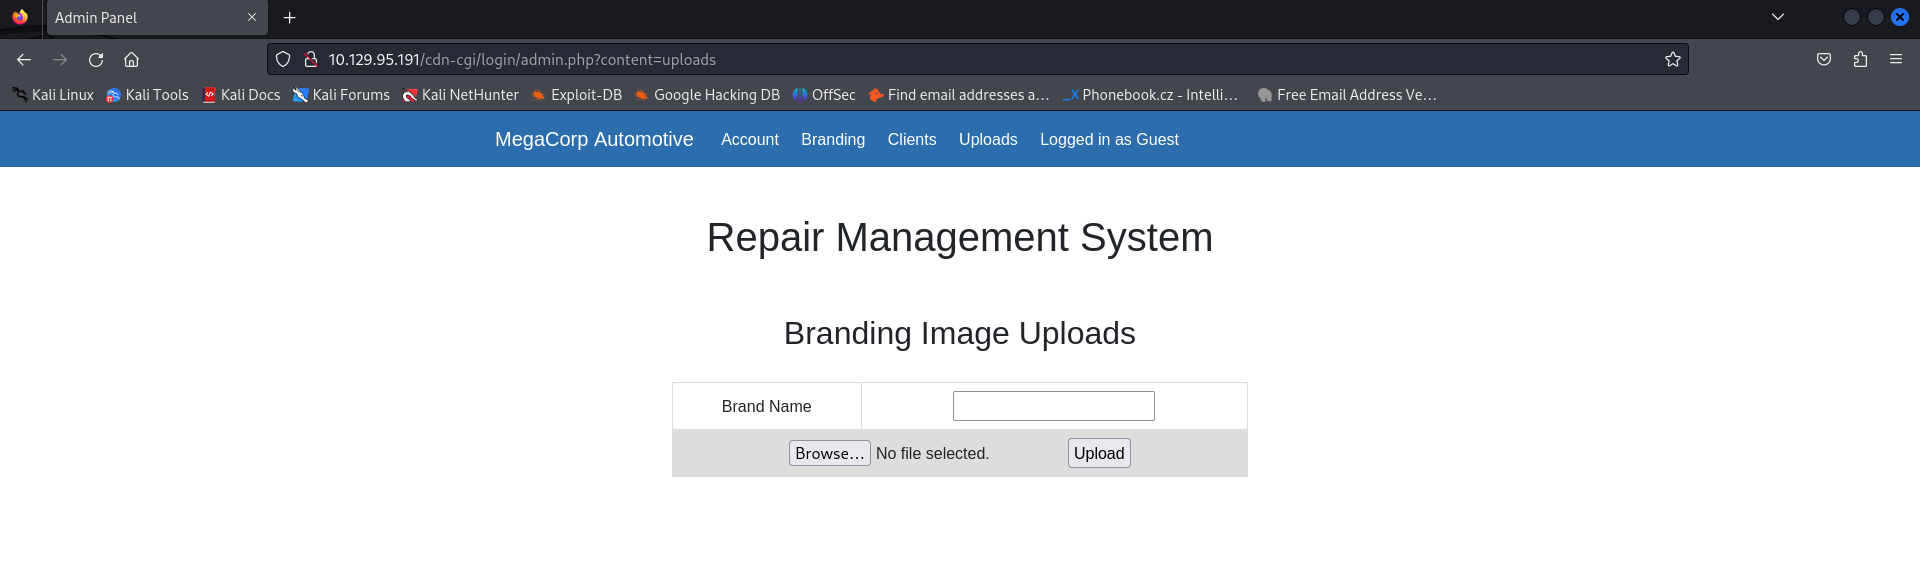 Admin Panel
10.129.95.191/cdn-cgi/login/admin.php?content=uploads
Kali Linux Kali Tools Kali Docs Kali Forums Kali NetHunter Exploit-DB Google Hacking DB OffSec Find email addresses a… Phonebook.cz - Intelli… Free Email Address Ve…
MegaCorp Automotive Account Branding Clients Uploads Logged in as Guest
Repair Management System
Branding Image Uploads
Brand Name
Browse… No file selected. Upload